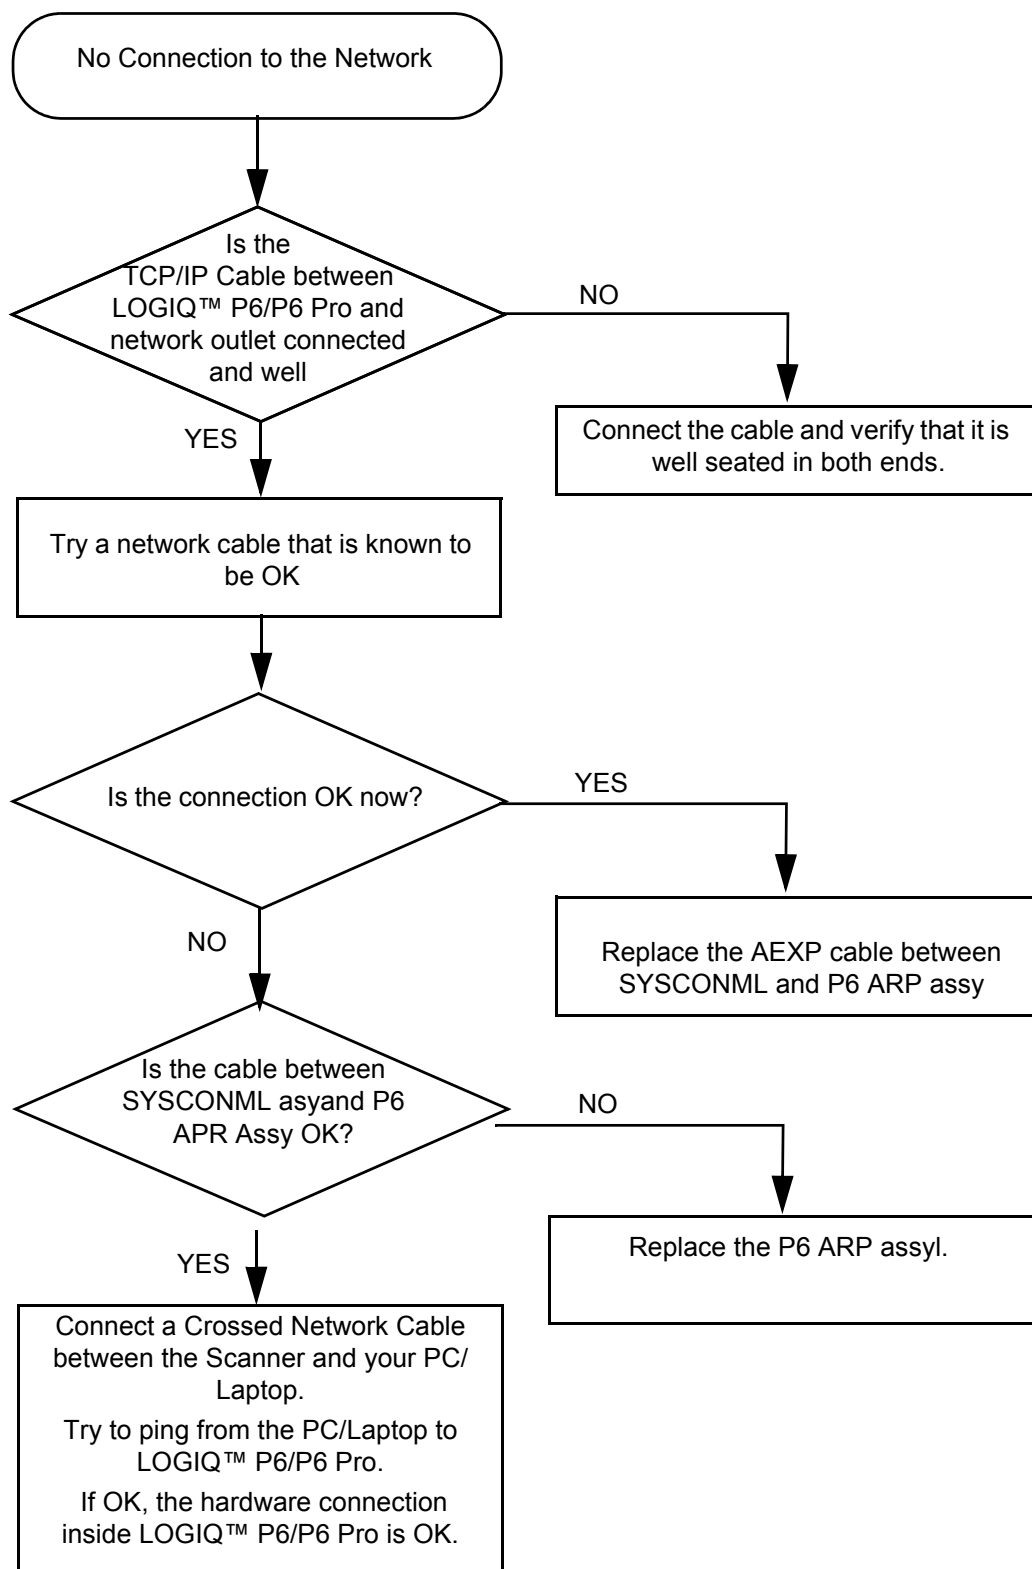 No Connection to the Network
Is the
TCP/IP Cable between
LOGIQ™ P6/P6 Pro and
network outlet connected
and well
NO
Connect the cable and verify that it is
well seated in both ends.
YES
Try a network cable that is known to
be OK
Is the connection OK now?
YES
Replace the AEXP cable between
SYSCONML and P6 ARP assy
NO
Is the cable between
SYSCONML asyand P6
APR Assy OK?
NO
Replace the P6 ARP assyl.
YES
Connect a Crossed Network Cable
between the Scanner and your PC/
Laptop.
Try to ping from the PC/Laptop to
LOGIQ™ P6/P6 Pro.
If OK, the hardware connection
inside LOGIQ™ P6/P6 Pro is OK.